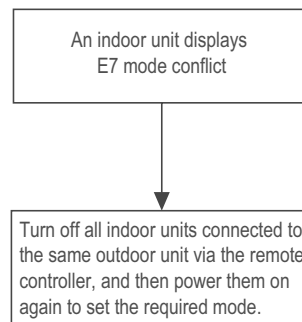 An indoor unit displays
E7 mode conflict
Turn off all indoor units connected to
the same outdoor unit via the remote
controller, and then power them on
again to set the required mode.